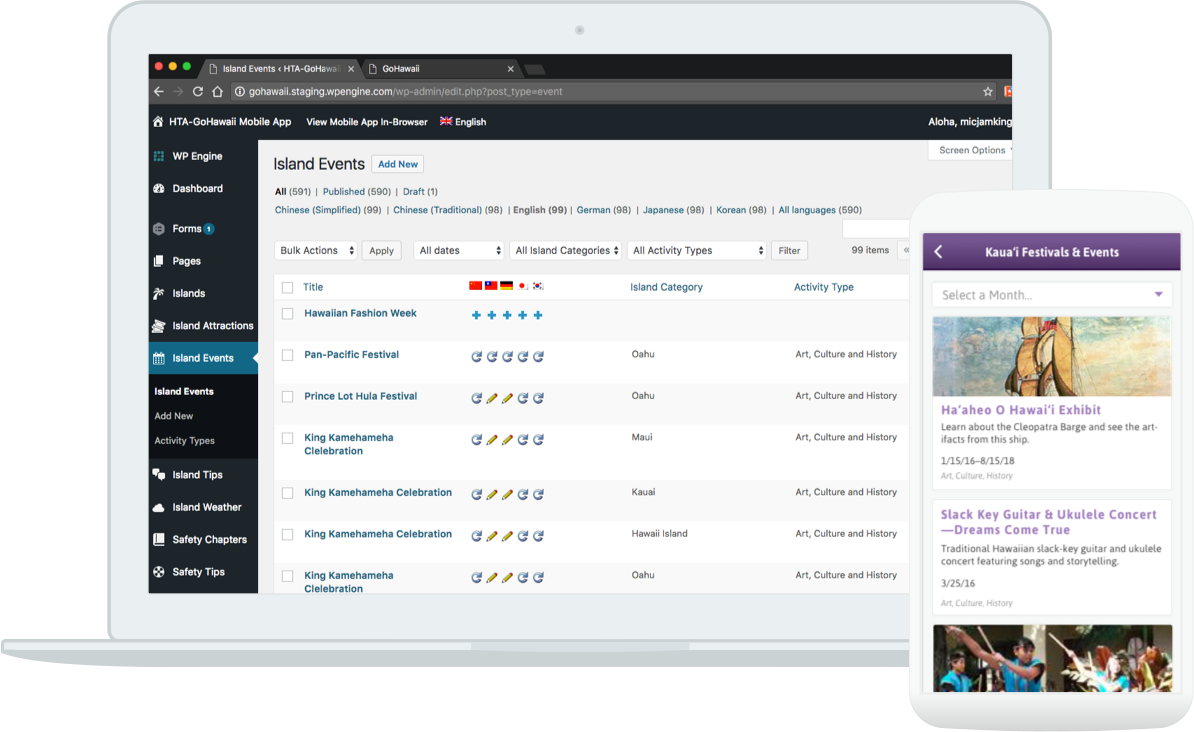 Island Events ‹ HTA-GoHawaii
GoHawaii
gohawaii.staging.wpengine.com/wp-admin/edit.php?post_type=event
HTA-GoHawaii Mobile App View Mobile App In-Browser English Aloha, micjamking
WP Engine
Dashboard
Forms 1
Pages
Islands
Island Attractions
Island Events
Island Events
Add New
Activity Types
Island Tips
Island Weather
Safety Chapters
Safety Tips
Screen Options
Island Events Add New
All (591) | Published (590) | Draft (1)
Chinese (Simplified) (99) | Chinese (Traditional) (98) | English (99) | German (98) | Japanese (98) | Korean (98) | All languages (590)
Bulk Actions Apply All dates All Island Categories All Activity Types Filter 99 items «
Title Island Category Activity Type
Hawaiian Fashion Week
Pan-Pacific Festival Oahu Art, Culture and History
Prince Lot Hula Festival Oahu Art, Culture and History
King Kamehameha Maui Art, Culture and History
Clelebration
King Kamehameha Celebration Kauai Art, Culture and History
King Kamehameha Celebration Hawaii Island Art, Culture and History
King Kamehameha Oahu Art, Culture and History
Clelebration
Kauaʻi Festivals & Events
Select a Month...
Haʻaheo O Hawaiʻi Exhibit
Learn about the Cleopatra Barge and see the art-
ifacts from this ship.
1/15/16–8/15/18
Art, Culture, History
Slack Key Guitar & Ukulele Concert
—Dreams Come True
Traditional Hawaiian slack-key guitar and ukulele
concert featuring songs and storytelling.
3/25/16
Art, Culture, History